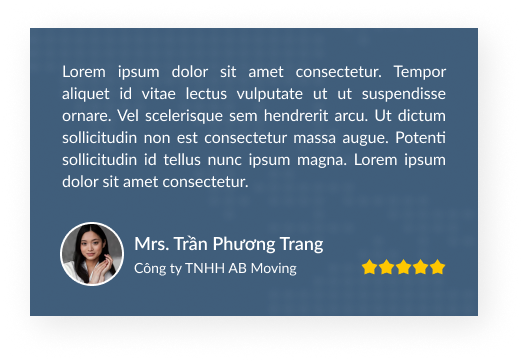 Lorem ipsum dolor sit amet consectetur. Tempor
aliquet id vitae lectus vulputate ut ut suspendisse
ornare. Vel scelerisque sem hendrerit arcu. Ut dictum
sollicitudin non est consectetur massa augue. Potenti
sollicitudin id tellus nunc ipsum magna. Lorem ipsum
dolor sit amet consectetur.
Mrs. Trần Phương Trang
Công ty TNHH AB Moving